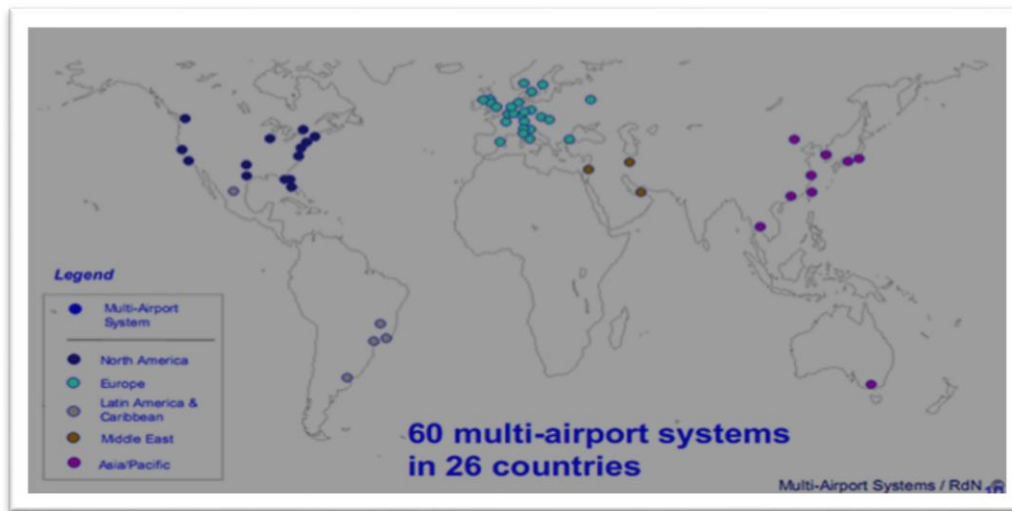 Legend
Multi-Airport
System
North America
Europe
Latin America &
Caribbean
Middle East
Asia/Pacific
60 multi-airport systems
in 26 countries
Multi-Airport Systems / RdN ©